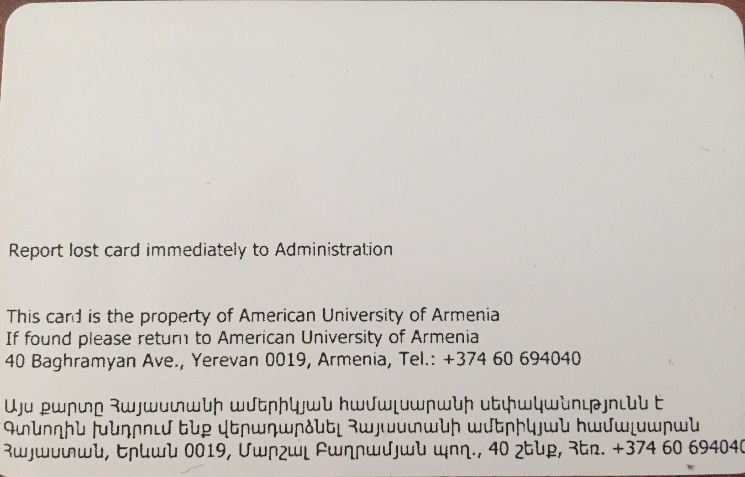 Report lost card immediately to Administration
This card is the property of American University of Armenia
If found please return to American University of Armenia
40 Baghramyan Ave., Yerevan 0019, Armenia, Tel.: +374 60 694040
Այս քարտը Հայաստանի ամերիկյան համալսարանի սեփականությունն է
Գտնողին խնդրում ենք վերադարձնել Հայաստանի ամերիկյան համալսարան
Հայաստան, Երևան 0019, Մարշալ Բաղրամյան պող., 40 շենք, Հեռ. +374 60 694040